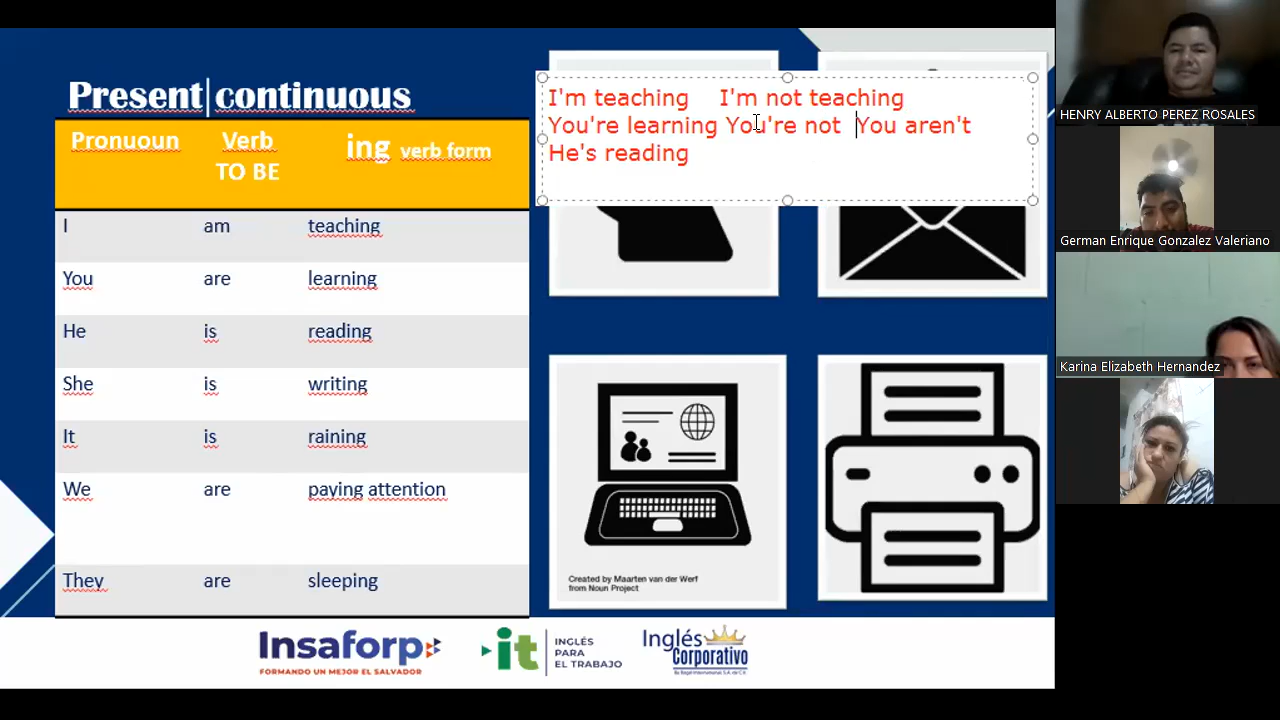 Present continuous
Pronoun Verb TO BE ing verb form
I am teaching
You are learning
He is reading
She is writing
It is raining
We are paying attention
They are sleeping
I'm teaching I'm not teaching
You're learning You're not You aren't
He's reading
Created by Maarten van der Werf
from Noun Project
Insaforp
FORMANDO UN MEJOR EL SALVADOR
it
INGLÉS
PARA
EL TRABAJO
Inglés
Corporativo
HENRY ALBERTO PEREZ ROSALES
German Enrique Gonzalez Valeriano
Karina Elizabeth Hernandez